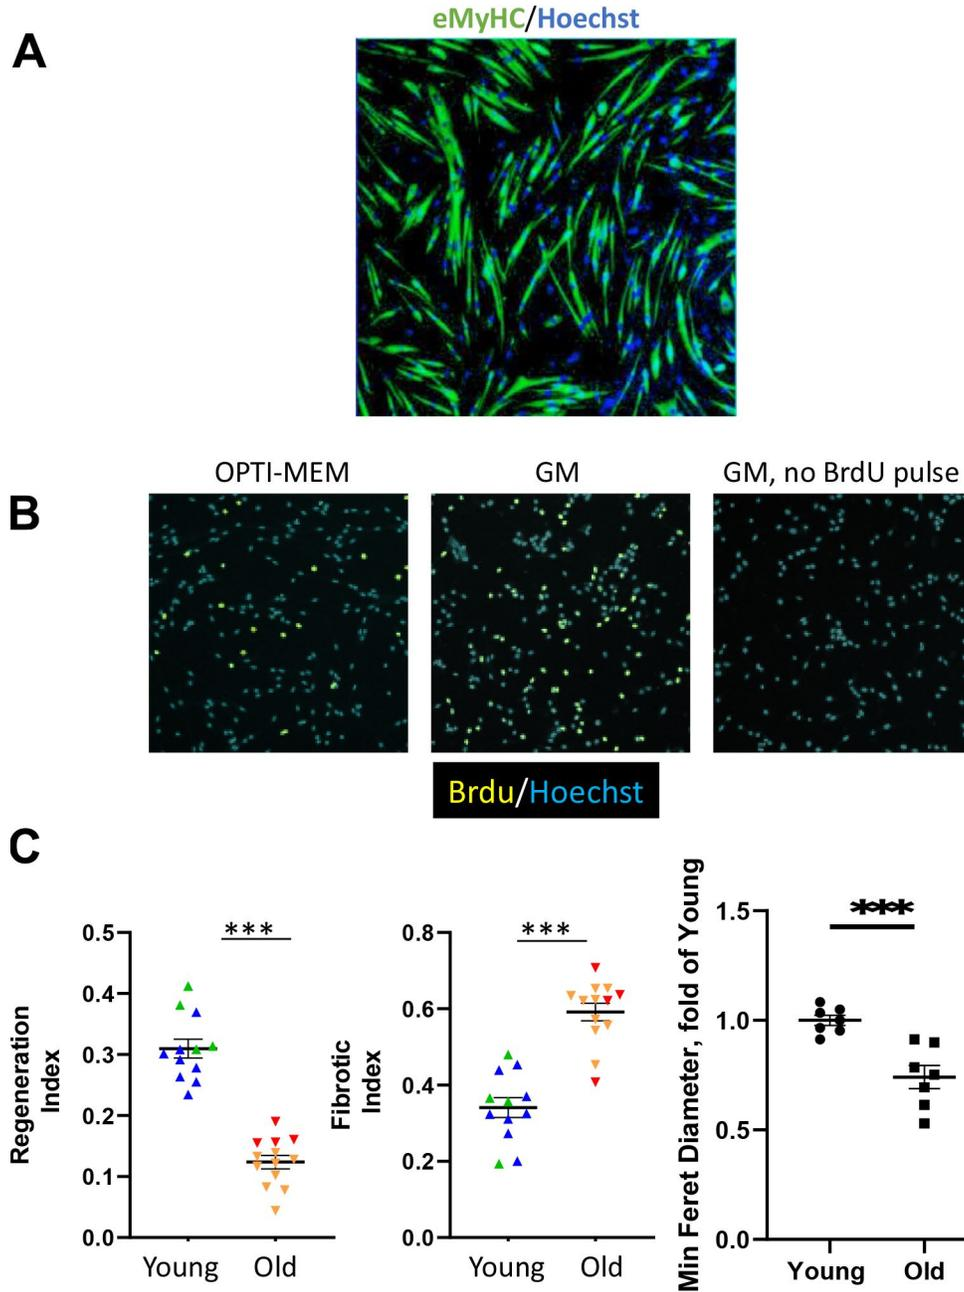 A
eMyHC/Hoechst
B
OPTI-MEM
GM
GM, no BrdU pulse
Brdu/Hoechst
C
Regeneration
Index
0.5
0.4
0.3
0.2
0.1
0.0
***
Young
Old
Fibrotic
Index
0.8
0.6
0.4
0.2
0.0
***
Young
Old
Min Feret Diameter, fold of Young
1.5
1.0
0.5
0.0
***
Young
Old